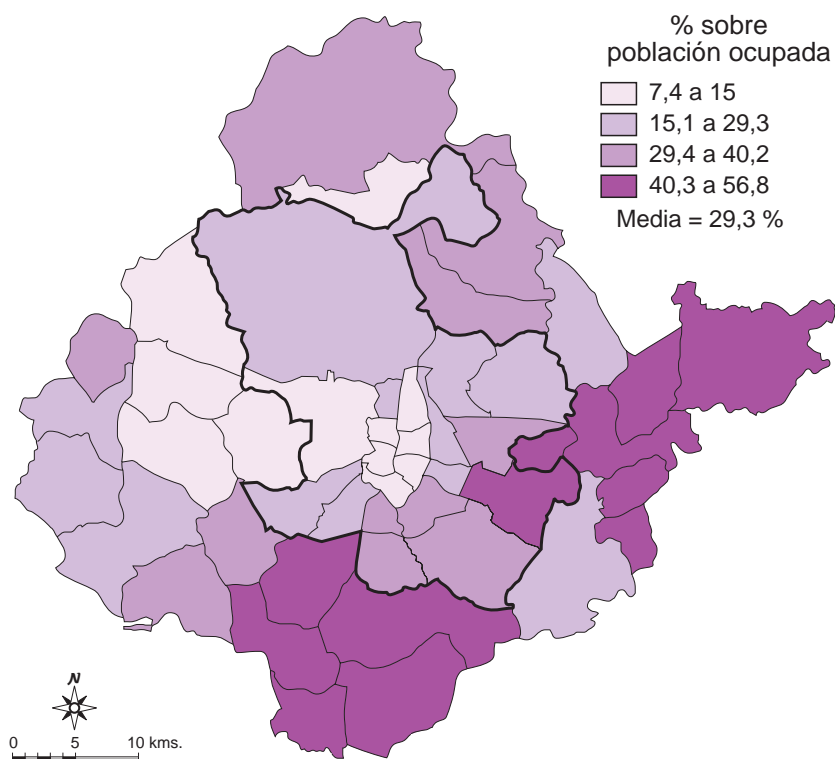 % sobre
población ocupada
7,4 a 15
15,1 a 29,3
29,4 a 40,2
40,3 a 56,8
Media = 29,3 %
N
0 5 10 kms.